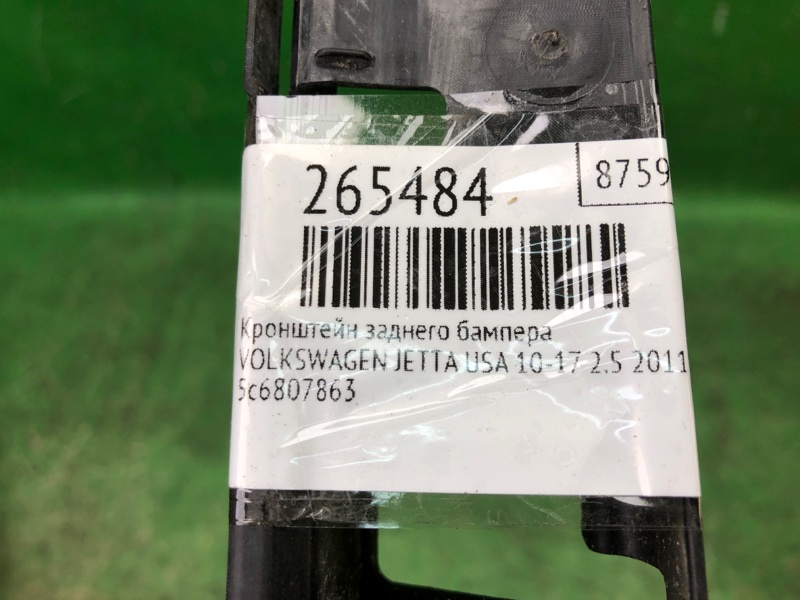 265484
8759
Кронштейн заднего бампера
VOLKSWAGEN JETTA USA 10-17 2.5 2011
5c6807863